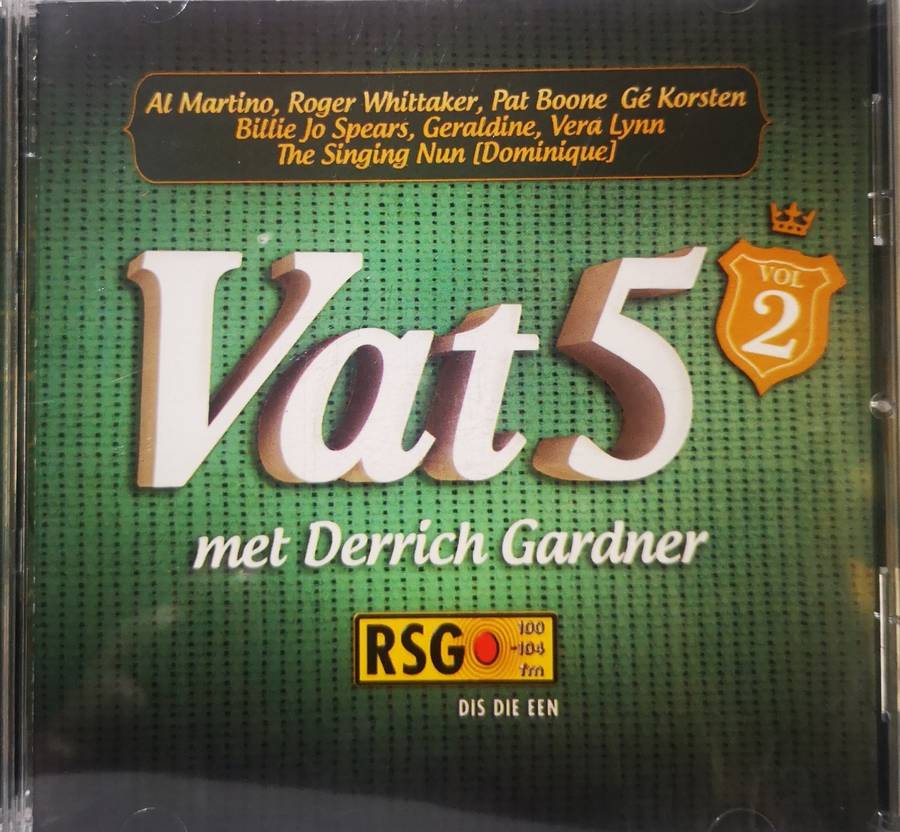 Al Martino, Roger Whittaker, Pat Boone Gé Korsten
Billie Jo Spears, Geraldine, Vera Lynn
The Singing Nun [Dominique]
Vat 5
VOL
2
met Derrich Gardner
RSG
100
-104
fm
DIS DIE EEN